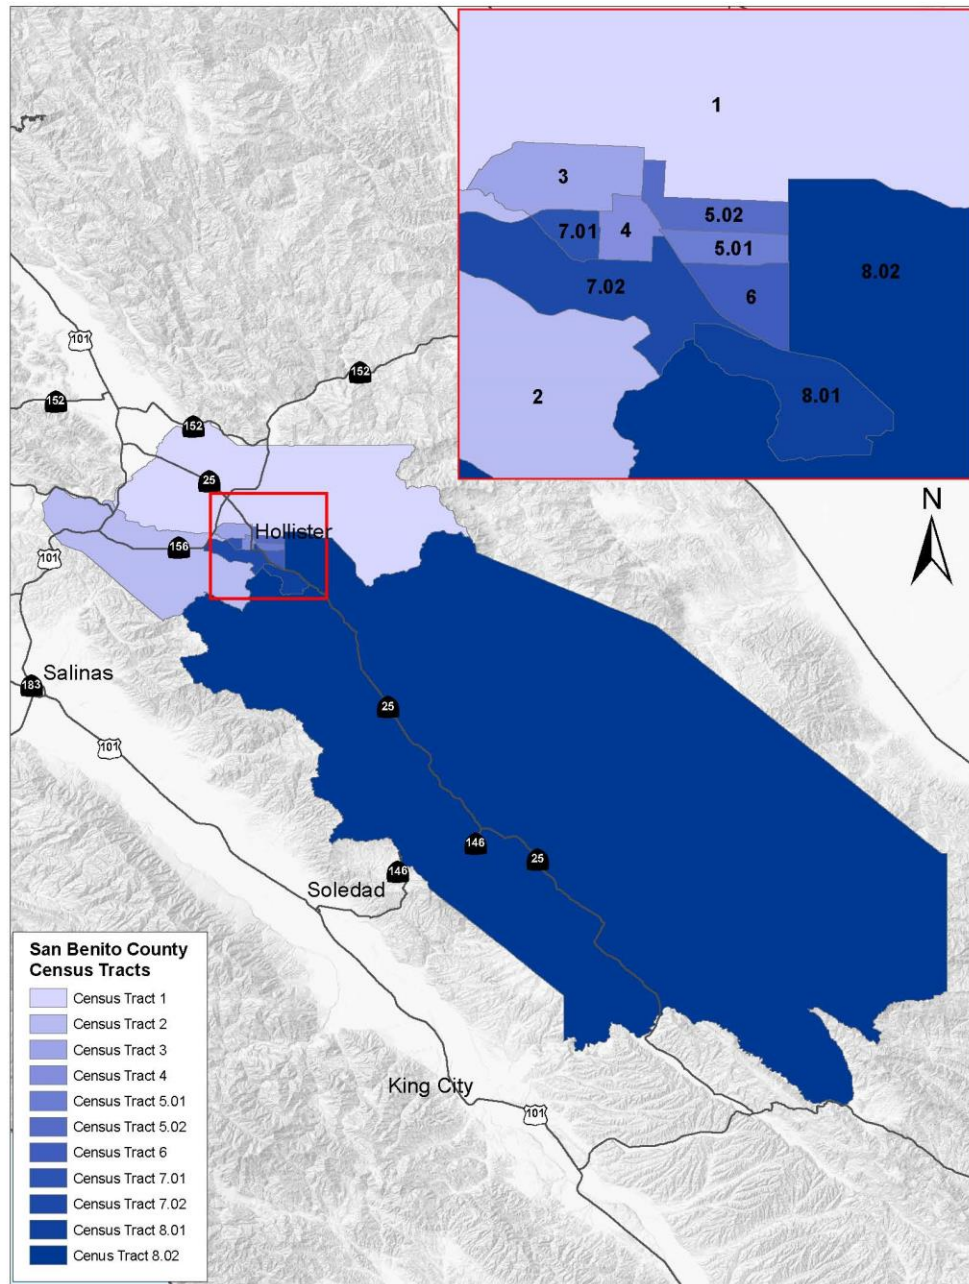 1
3
5.02
7.01
4
5.01
8.02
7.02
6
2
8.01
N
101
152
152
152
25
Hollister
156
101
Salinas
183
25
101
146
25
146
Soledad
King City
101
San Benito County
Census Tracts
Census Tract 1
Census Tract 2
Census Tract 3
Census Tract 4
Census Tract 5.01
Census Tract 5.02
Census Tract 6
Census Tract 7.01
Census Tract 7.02
Census Tract 8.01
Cenus Tract 8.02